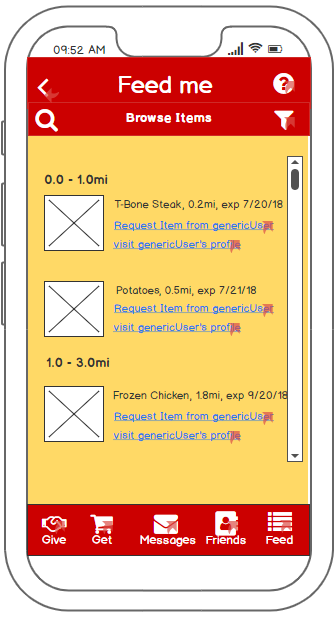 09:52 AM
Feed me
?
Browse Items
0.0 - 1.0mi
T-Bone Steak, 0.2mi, exp 7/20/18
Request Item from genericUser
visit genericUser's profile
Potatoes, 0.5mi, exp 7/21/18
Request Item from genericUser
visit genericUser's profile
1.0 - 3.0mi
Frozen Chicken, 1.8mi, exp 9/20/18
Request Item from genericUser
visit genericUser's profile
Give Get Messages Friends Feed